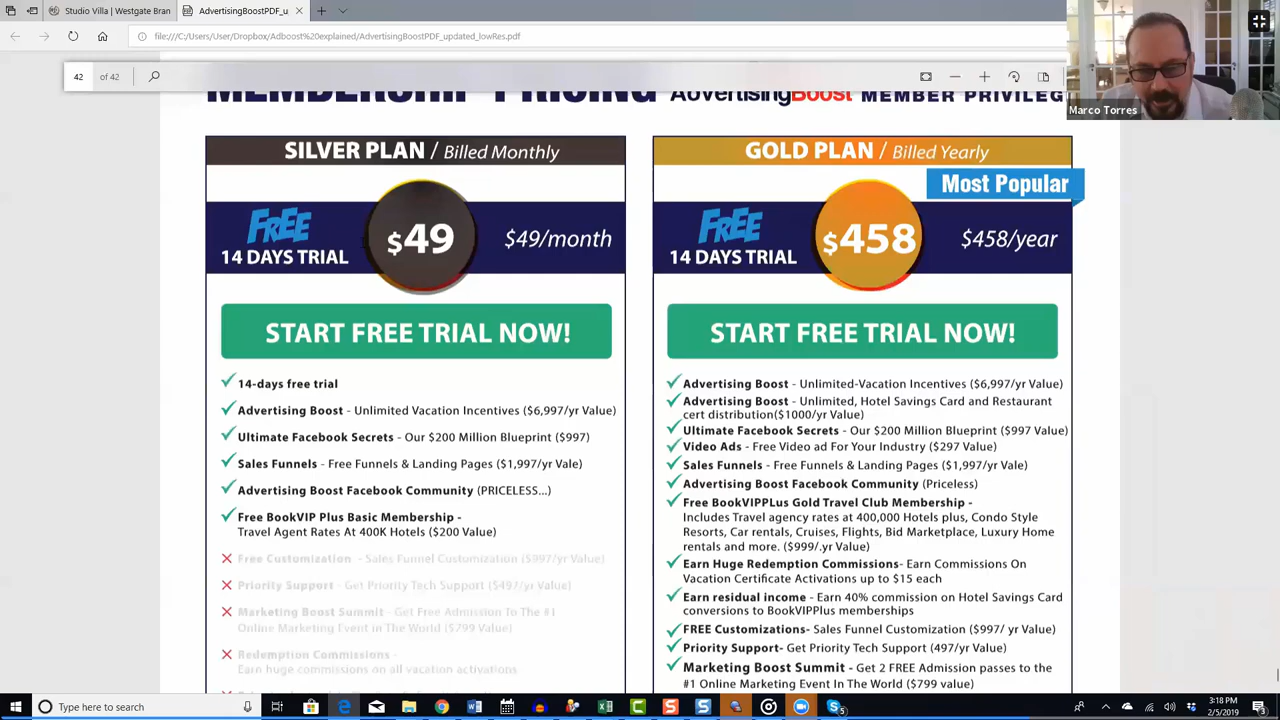 Studio Villa | Westgate Bran
AdvertisingBoostPDF_u
file:///C:/Users/User/Dropbox/Adboost%20explained/AdvertisingBoostPDF_updated_lowRes.pdf
42 of 42
Marco Torres
MEMBERSHIP PRICING AdvertisingBoost MEMBER PRIVILEG
SILVER PLAN / Billed Monthly
FREE
14 DAYS TRIAL
$49
$49/month
START FREE TRIAL NOW!
14-days free trial
Advertising Boost - Unlimited Vacation Incentives ($6,997/yr Value)
Ultimate Facebook Secrets - Our $200 Million Blueprint ($997)
Sales Funnels - Free Funnels & Landing Pages ($1,997/yr Vale)
Advertising Boost Facebook Community (PRICELESS...)
Free BookVIP Plus Basic Membership -
Travel Agent Rates At 400K Hotels ($200 Value)
Free Customization - Sales Funnel Customization ($997/yr Value)
Priority Support - Get Priority Tech Support ($497/yr Value)
Marketing Boost Summit - Get Free Admission To The #1
Online Marketing Event in The World ($799 Value)
Redemption Commissions -
Earn huge commissions on all vacation activations
GOLD PLAN / Billed Yearly
Most Popular
FREE
14 DAYS TRIAL
$458
$458/year
START FREE TRIAL NOW!
Advertising Boost - Unlimited-Vacation Incentives ($6,997/yr Value)
Advertising Boost - Unlimited, Hotel Savings Card and Restaurant
cert distribution($1000/yr Value)
Ultimate Facebook Secrets - Our $200 Million Blueprint ($997 Value)
Video Ads - Free Video ad For Your Industry ($297 Value)
Sales Funnels - Free Funnels & Landing Pages ($1,997/yr Vale)
Advertising Boost Facebook Community (Priceless)
Free BookVIPPLus Gold Travel Club Membership -
Includes Travel agency rates at 400,000 Hotels plus, Condo Style
Resorts, Car rentals, Cruises, Flights, Bid Marketplace, Luxury Home
rentals and more. ($999/.yr Value)
Earn Huge Redemption Commissions- Earn Commissions On
Vacation Certificate Activations up to $15 each
Earn residual income - Earn 40% commission on Hotel Savings Card
conversions to BookVIPPlus memberships
FREE Customizations- Sales Funnel Customization ($997/ yr Value)
Priority Support- Get Priority Tech Support (497/yr Value)
Marketing Boost Summit - Get 2 FREE Admission passes to the
#1 Online Marketing Event In The World ($799 value)
Type here to search
3:18 PM
2/5/2019